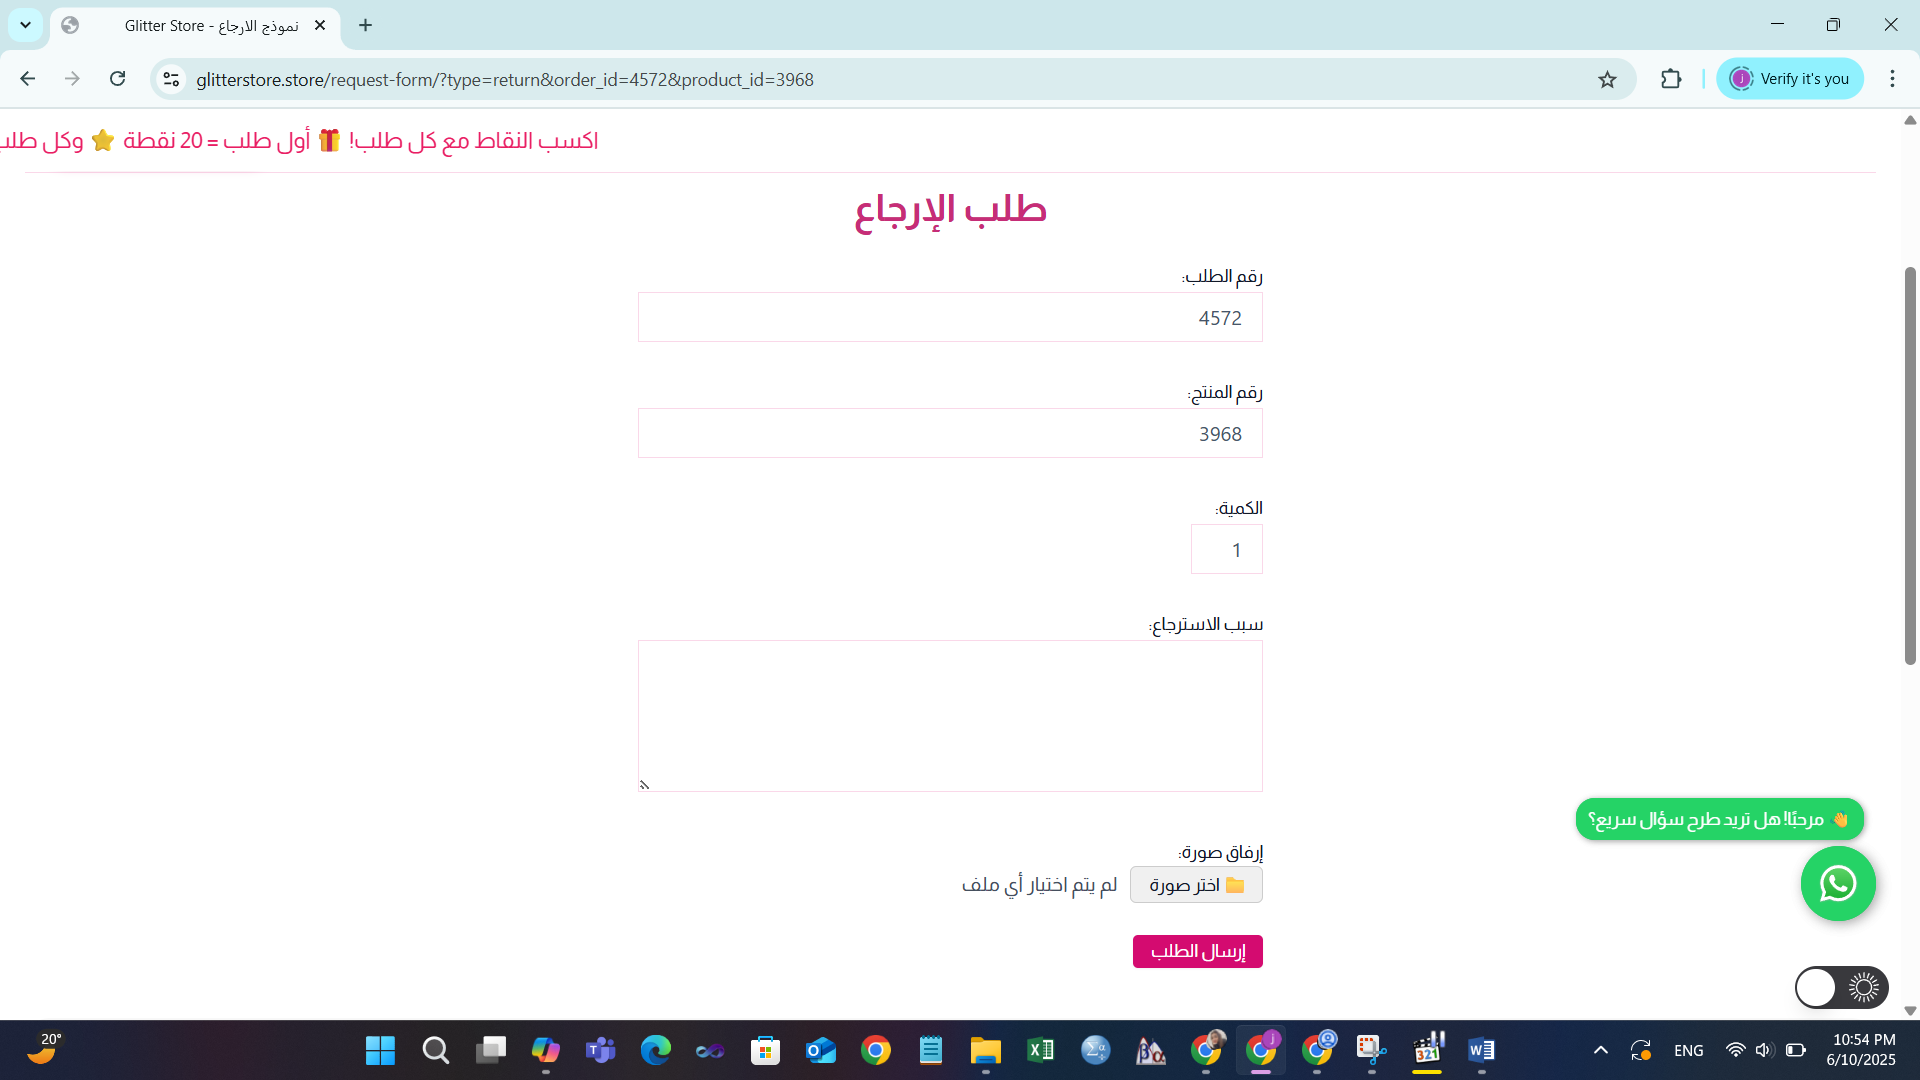 Glitter Store - نموذج الارجاع
glitterstore.store/request-form/?type=return&order_id=4572&product_id=3968
Verify it's you
اكسب النقاط مع كل طلب! 🎁 أول طلب = 20 نقطة ⭐ وكل طلب
طلب الإرجاع
رقم الطلب:
4572
رقم المنتج:
3968
الكمية:
1
سبب الاسترجاع:
إرفاق صورة:
📁 اختر صورة
لم يتم اختيار أي ملف
إرسال الطلب
👋 مرحبًا! هل تريد طرح سؤال سريع؟
20°
321
ENG
10:54 PM
6/10/2025